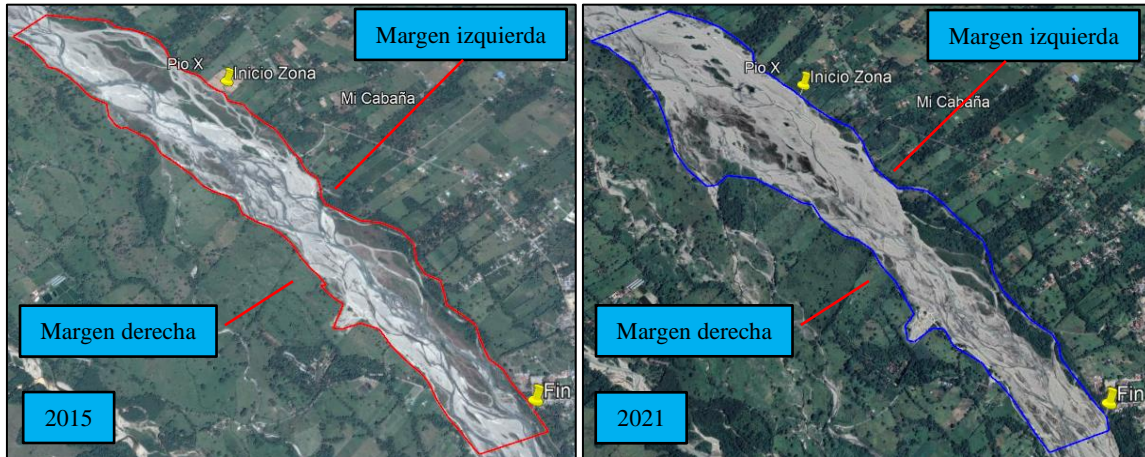 Margen izquierda
Pio X
Inicio Zona
Mi Cabaña
Margen derecha
Fin
2015
Margen izquierda
Pio X
Inicio Zona
Mi Cabaña
Margen derecha
Fin
2021